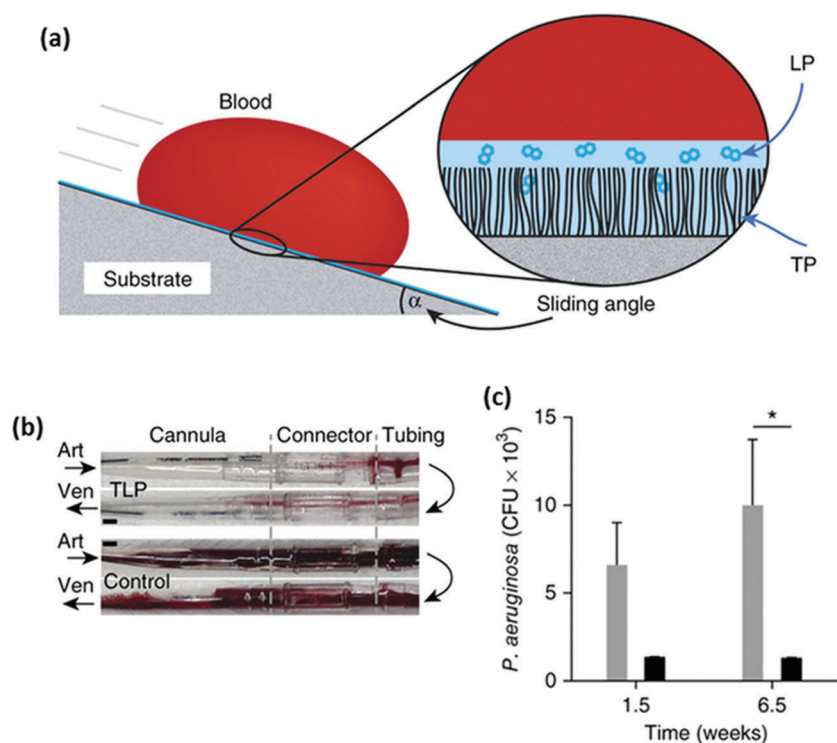 (a)
Blood
LP
Substrate
α
Sliding angle
TP
(b)
Cannula
Connector
Tubing
Art
TLP
Ven
Art
Control
Ven
(c)
15
*
10
5
0
P. aeruginosa (CFU × 10³)
1.5
6.5
Time (weeks)